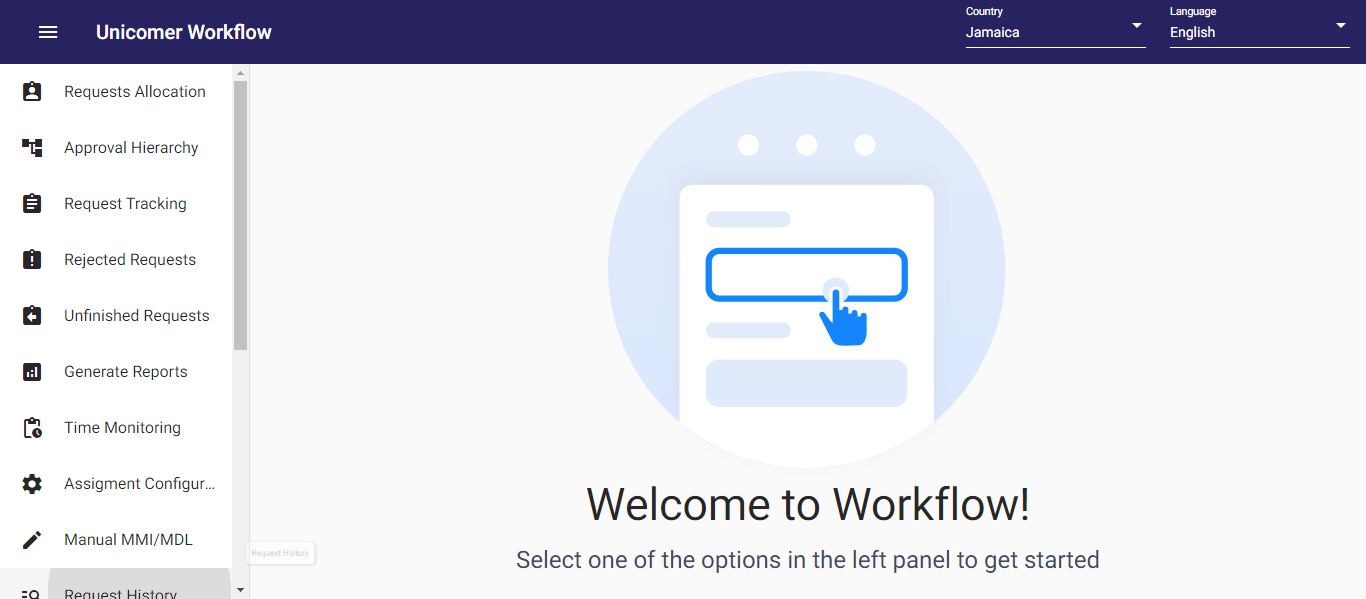 Unicomer Workflow
Country
Jamaica
Language
English
Requests Allocation
Approval Hierarchy
Request Tracking
Rejected Requests
Unfinished Requests
Generate Reports
Time Monitoring
Assigment Configur...
Manual MMI/MDL
Request History
Request History
Welcome to Workflow!
Select one of the options in the left panel to get started